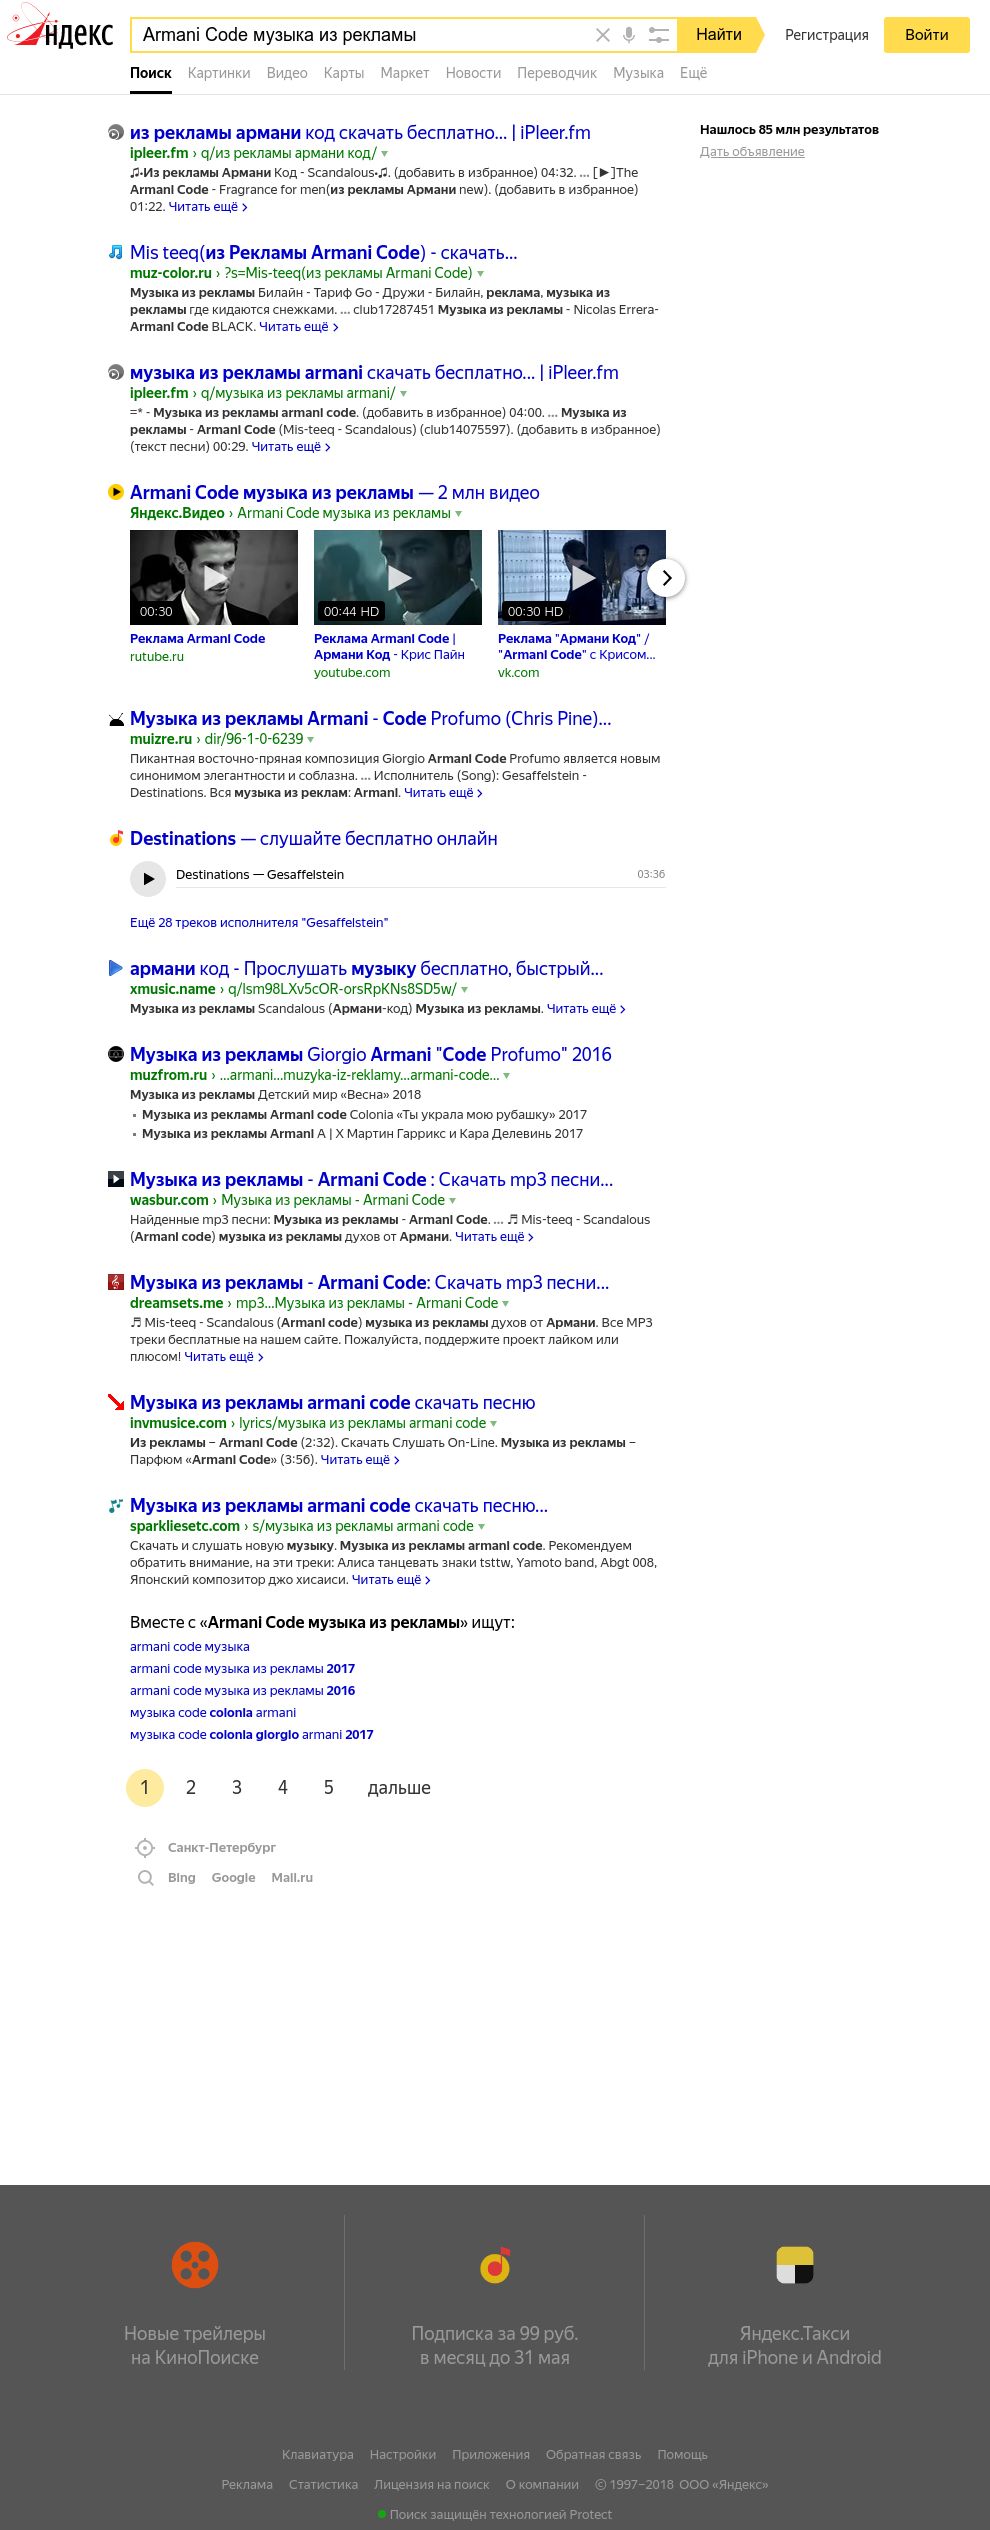 Яндекс
Armani Code музыка из рекламы
Найти
Регистрация
Войти
Поиск Картинки Видео Карты Маркет Новости Переводчик Музыка Ещё
Нашлось 85 млн результатов
Дать объявление
из рекламы армани код скачать бесплатно... | iPleer.fm
ipleer.fm › q/из рекламы армани код/
♫•Из рекламы Армани Код - Scandalous•♫. (добавить в избранное) 04:32. ... [►]The
Armani Code - Fragrance for men(из рекламы Армани new). (добавить в избранное)
01:22. Читать ещё ›
Mis teeq(из Рекламы Armani Code) - скачать...
muz-color.ru › ?s=Mis-teeq(из рекламы Armani Code)
Музыка из рекламы Билайн - Тариф Go - Дружи - Билайн, реклама, музыка из
рекламы где кидаются снежками. ... club17287451 Музыка из рекламы - Nicolas Errera-
Armani Code BLACK. Читать ещё ›
музыка из рекламы armani скачать бесплатно... | iPleer.fm
ipleer.fm › q/музыка из рекламы armani/
=* - Музыка из рекламы armani code. (добавить в избранное) 04:00. ... Музыка из
рекламы - Armani Code (Mis-teeq - Scandalous) (club14075597). (добавить в избранное)
(текст песни) 00:29. Читать ещё ›
Armani Code музыка из рекламы — 2 млн видео
Яндекс.Видео › Armani Code музыка из рекламы
00:30
00:44 HD
00:30 HD
Реклама Armani Code
rutube.ru
Реклама Armani Code |
Армани Код - Крис Пайн
youtube.com
Реклама "Армани Код" /
"Armani Code" с Крисом...
vk.com
Музыка из рекламы Armani - Code Profumo (Chris Pine)...
muizre.ru › dir/96-1-0-6239
Пикантная восточно-пряная композиция Giorgio Armani Code Profumo является новым
синонимом элегантности и соблазна. ... Исполнитель (Song): Gesaffelstein -
Destinations. Вся музыка из реклам: Armani. Читать ещё ›
Destinations — слушайте бесплатно онлайн
Destinations — Gesaffelstein 03:36
Ещё 28 треков исполнителя "Gesaffelstein"
армани код - Прослушать музыку бесплатно, быстрый...
xmusic.name › q/lsm98LXv5cOR-orsRpKNs8SD5w/
Музыка из рекламы Scandalous (Армани-код) Музыка из рекламы. Читать ещё ›
Музыка из рекламы Giorgio Armani "Code Profumo" 2016
muzfrom.ru › ...armani...muzyka-iz-reklamy...armani-code...
Музыка из рекламы Детский мир «Весна» 2018
• Музыка из рекламы Armani code Colonia «Ты украла мою рубашку» 2017
• Музыка из рекламы Armani A | X Мартин Гаррикс и Кара Делевинь 2017
Музыка из рекламы - Armani Code : Скачать mp3 песни...
wasbur.com › Музыка из рекламы - Armani Code
Найденные mp3 песни: Музыка из рекламы - Armani Code. ... ♬ Mis-teeq - Scandalous
(Armani code) музыка из рекламы духов от Армани. Читать ещё ›
Музыка из рекламы - Armani Code: Скачать mp3 песни...
dreamsets.me › mp3...Музыка из рекламы - Armani Code
♬ Mis-teeq - Scandalous (Armani code) музыка из рекламы духов от Армани. Все MP3
треки бесплатные на нашем сайте. Пожалуйста, поддержите проект лайком или
плюсом! Читать ещё ›
Музыка из рекламы armani code скачать песню
invmusice.com › lyrics/музыка из рекламы armani code
Из рекламы – Armani Code (2:32). Скачать Слушать On-Line. Музыка из рекламы –
Парфюм «Armani Code» (3:56). Читать ещё ›
Музыка из рекламы armani code скачать песню...
sparkliesetc.com › s/музыка из рекламы armani code
Скачать и слушать новую музыку. Музыка из рекламы armani code. Рекомендуем
обратить внимание, на эти треки: Алиса танцевать знаки tsttw, Yamoto band, Abgt 008,
Японский композитор джо хисаиси. Читать ещё ›
Вместе с «Armani Code музыка из рекламы» ищут:
armani code музыка
armani code музыка из рекламы 2017
armani code музыка из рекламы 2016
музыка code colonia armani
музыка code colonia giorgio armani 2017
1 2 3 4 5 дальше
Санкт-Петербург
Bing Google Mail.ru
Новые трейлеры
на КиноПоиске
Подписка за 99 руб.
в месяц до 31 мая
Яндекс.Такси
для iPhone и Android
Клавиатура Настройки Приложения Обратная связь Помощь
Реклама Статистика Лицензия на поиск О компании © 1997–2018 ООО «Яндекс»
Поиск защищён технологией Protect